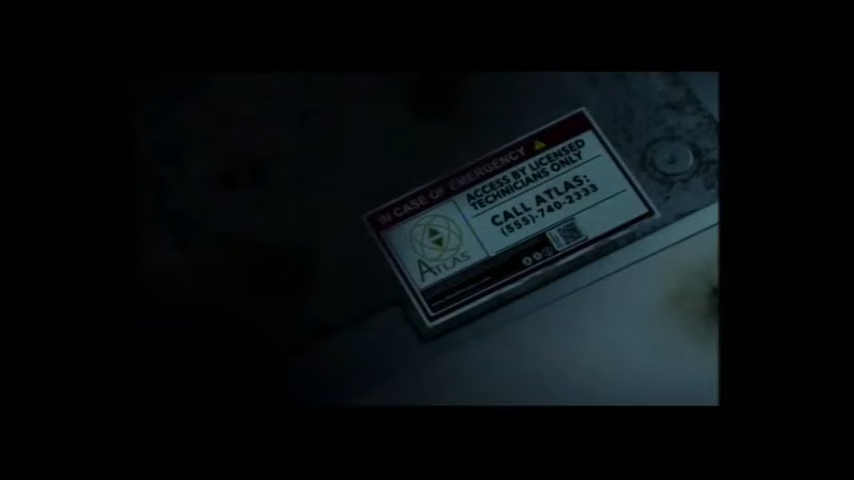 IN CASE OF EMERGENCY
ACCESS BY LICENSED
TECHNICIANS ONLY
CALL ATLAS:
(555)-740-2333
ATLAS